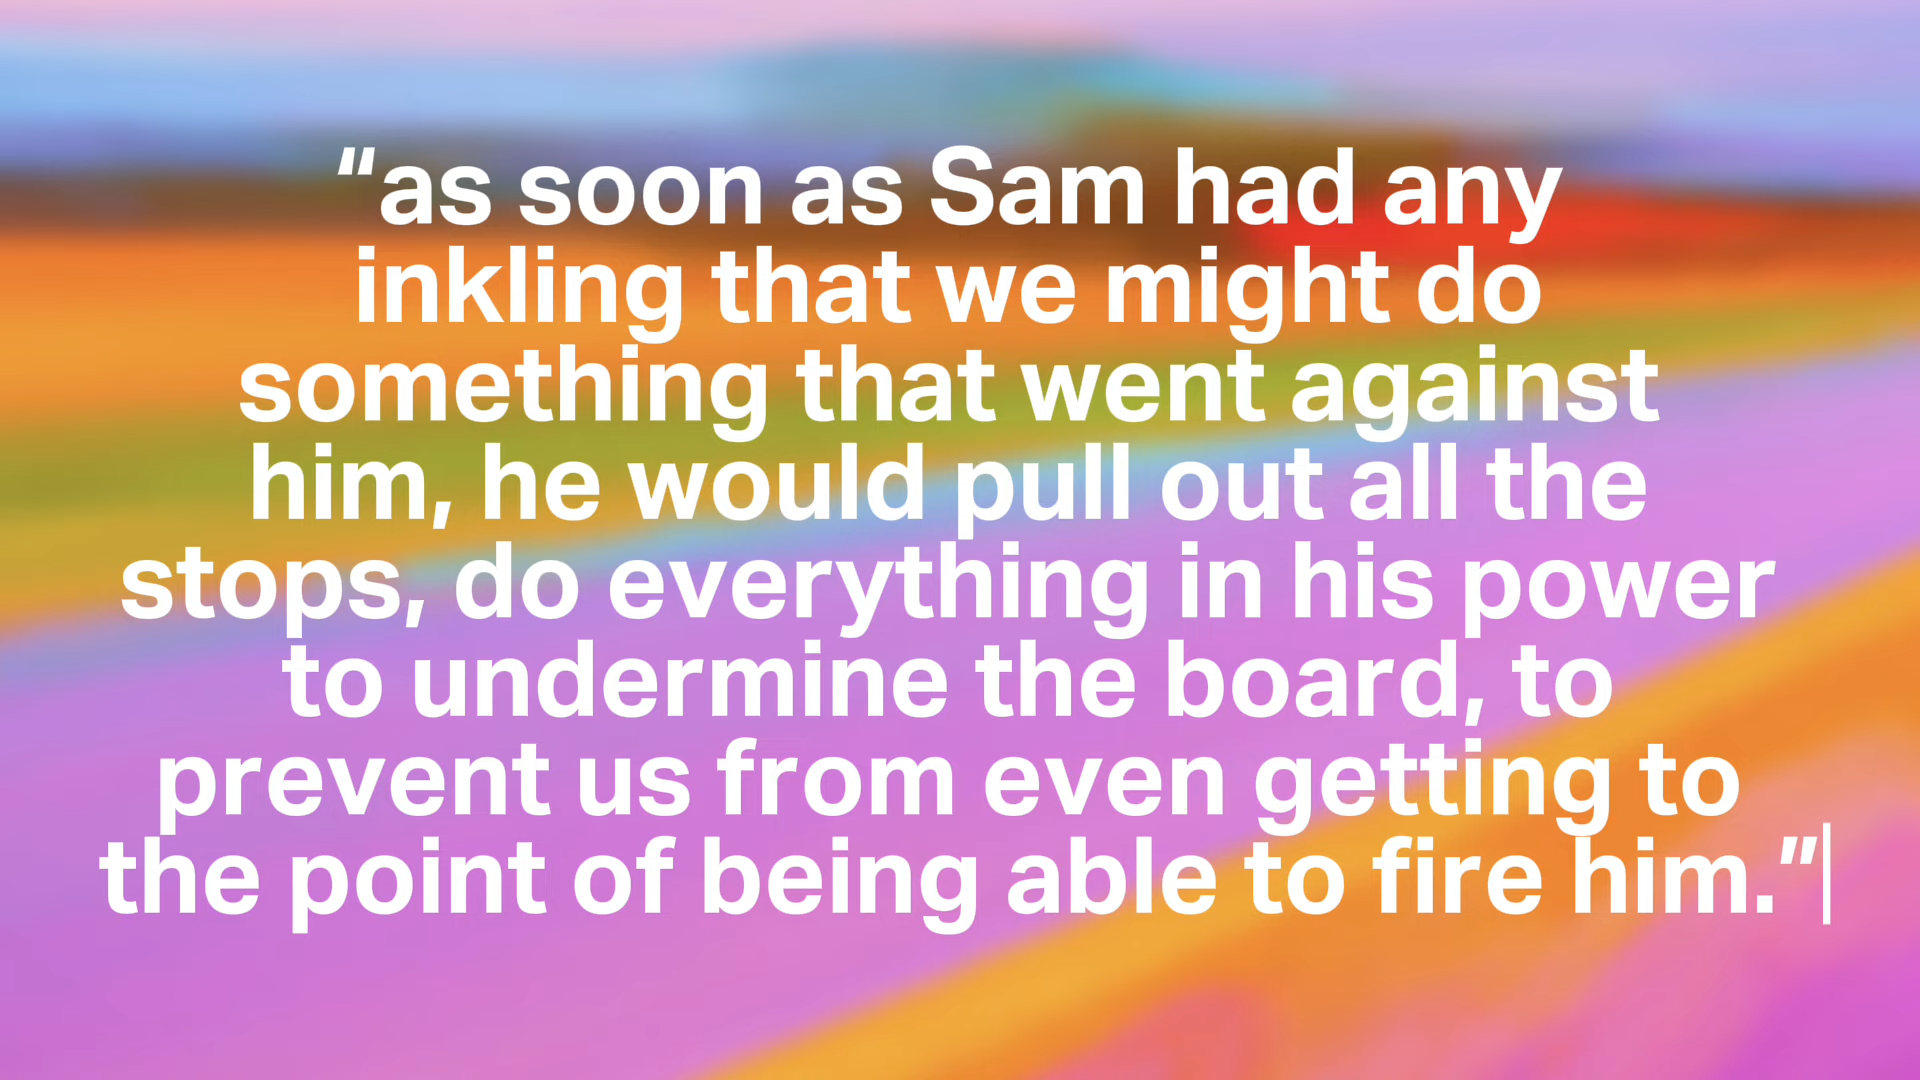 “as soon as Sam had any
inkling that we might do
something that went against
him, he would pull out all the
stops, do everything in his power
to undermine the board, to
prevent us from even getting to
the point of being able to fire him.”